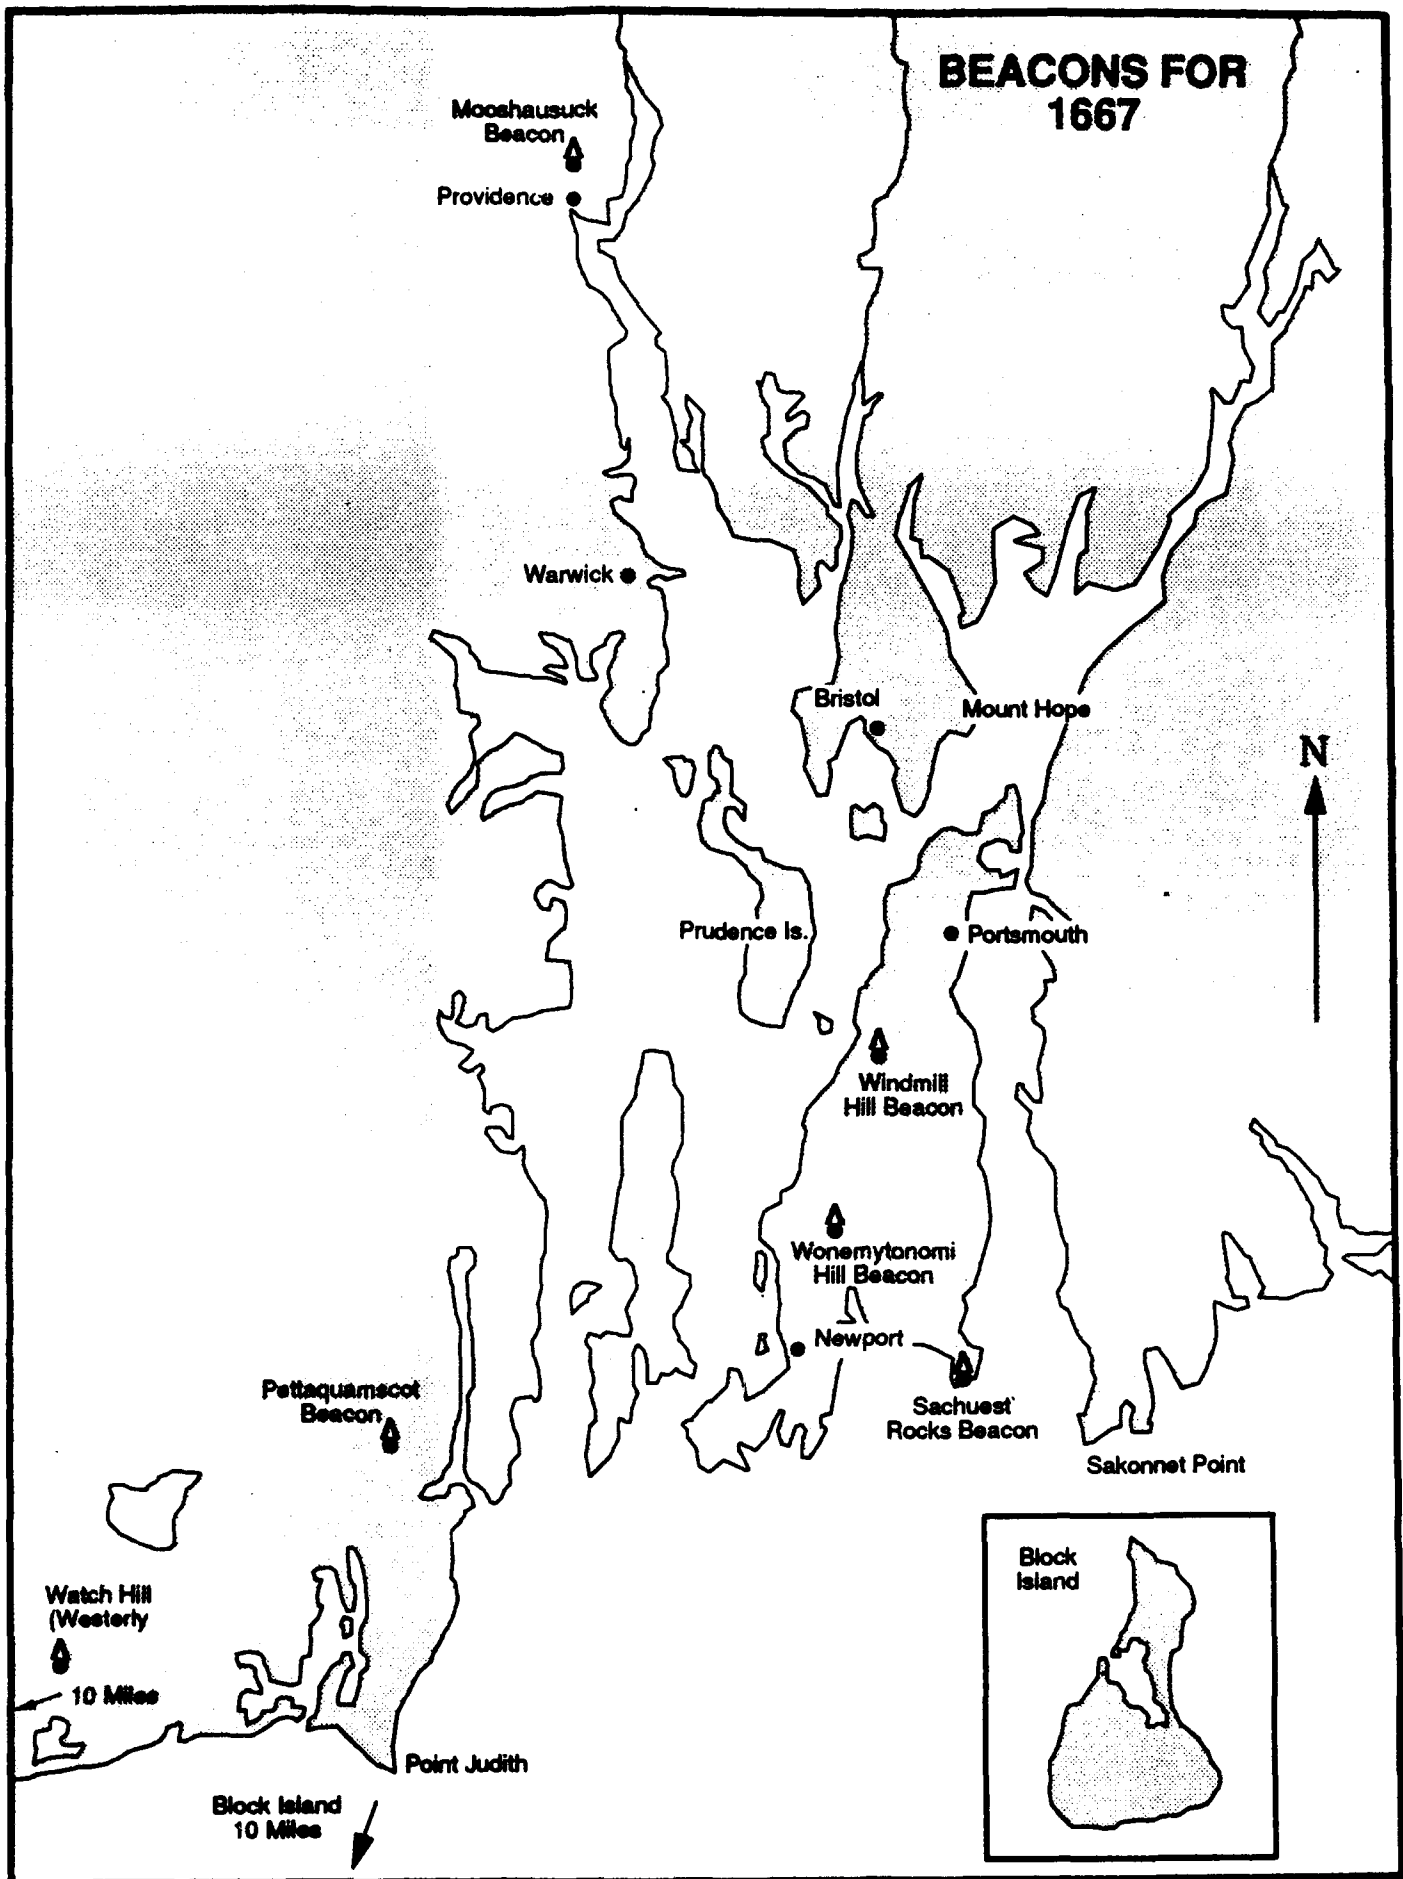 BEACONS FOR
1667
Mooshausuck
Beacon
Providence
Warwick
Bristol
Mount Hope
N
Prudence Is.
Portsmouth
Windmill
Hill Beacon
Wonemytonomi
Hill Beacon
Newport
Pettaquamscot
Beacon
Sachuest
Rocks Beacon
Sakonnet Point
Block
Island
Watch Hill
(Westerly
10 Miles
Point Judith
Block Island
10 Miles